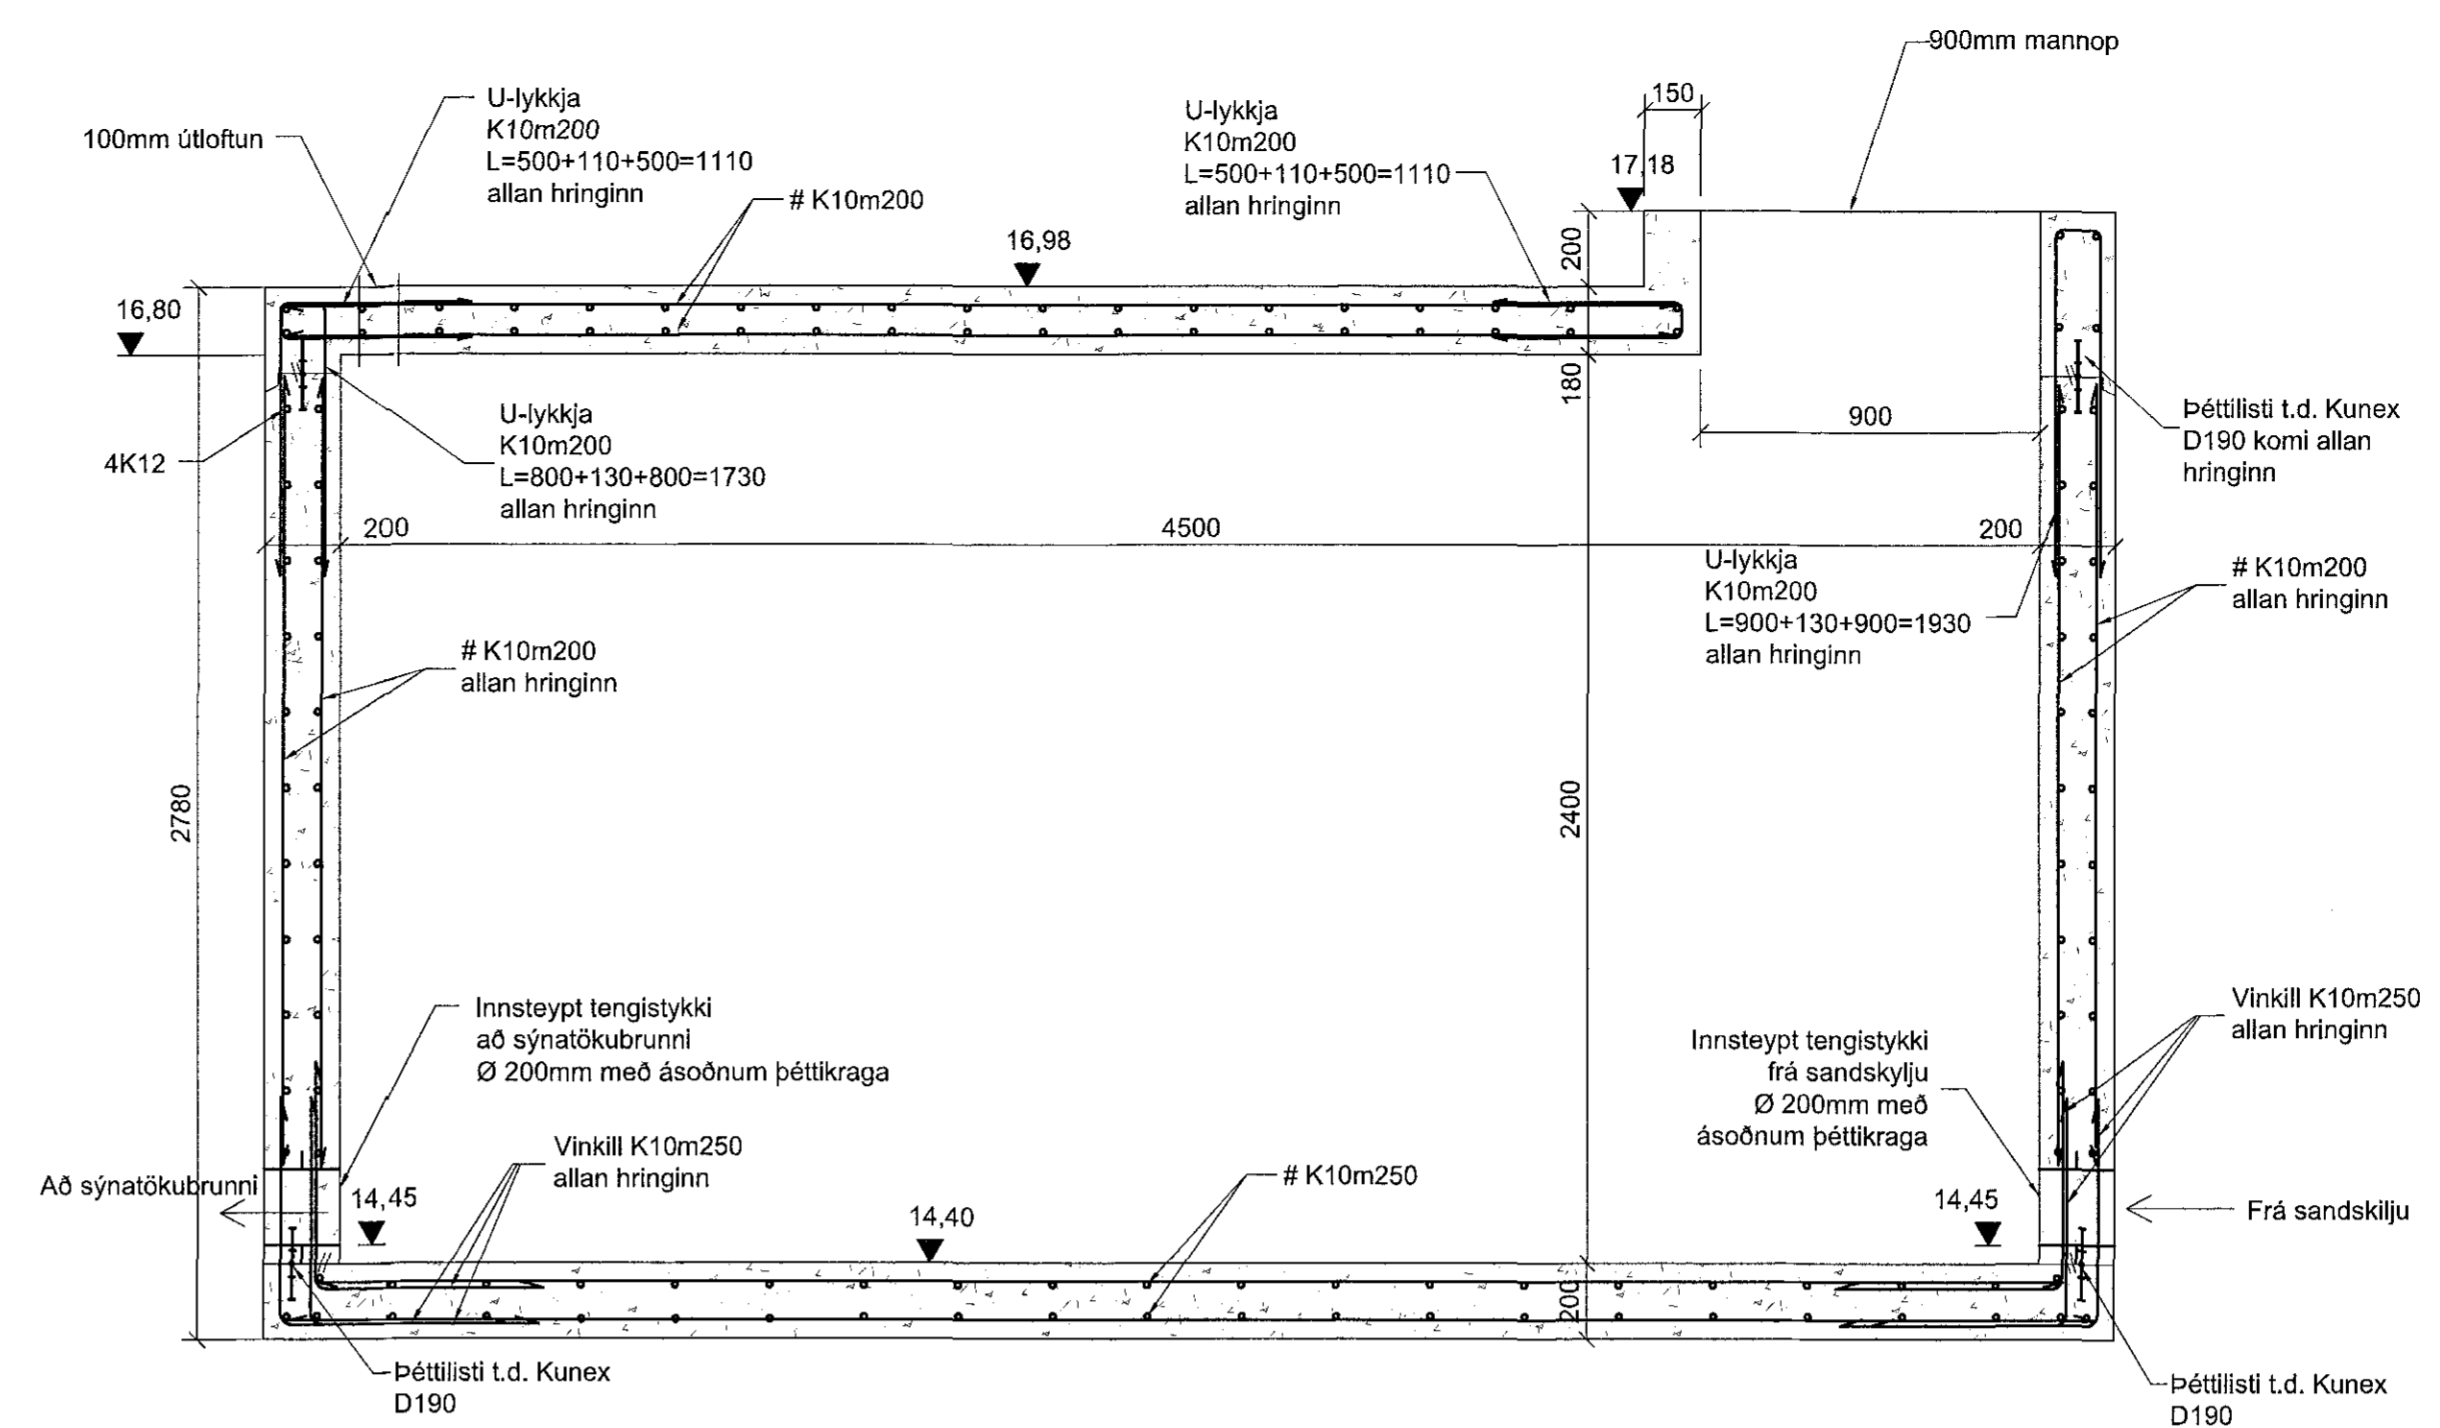 900mm mannop
U-lykkja
K10m200
L=500+110+500=1110
allan hringinn
100mm útloftun
# K10m200
U-lykkja
K10m200
L=500+110+500=1110
allan hringinn
150
17,18
200
16,98
16,80
180
900
Þéttilisti t.d. Kunex
D190 komi allan
hringinn
4K12
U-lykkja
K10m200
L=800+130+800=1730
allan hringinn
200
4500
200
U-lykkja
K10m200
L=900+130+900=1930
allan hringinn
# K10m200
allan hringinn
# K10m200
allan hringinn
2780
2400
Innsteypt tengistykki
að sýnatökubrunni
Ø 200mm með ásoðnum þéttikraga
Vinkill K10m250
allan hringinn
Innsteypt tengistykki
frá sandskylju
Ø 200mm með
ásoðnum þéttikraga
Vinkill K10m250
allan hringinn
# K10m250
Að sýnatökubrunni
14,45
14,40
14,45
Frá sandskilju
200
Þéttilisti t.d. Kunex
D190
Þéttilisti t.d. Kunex
D190